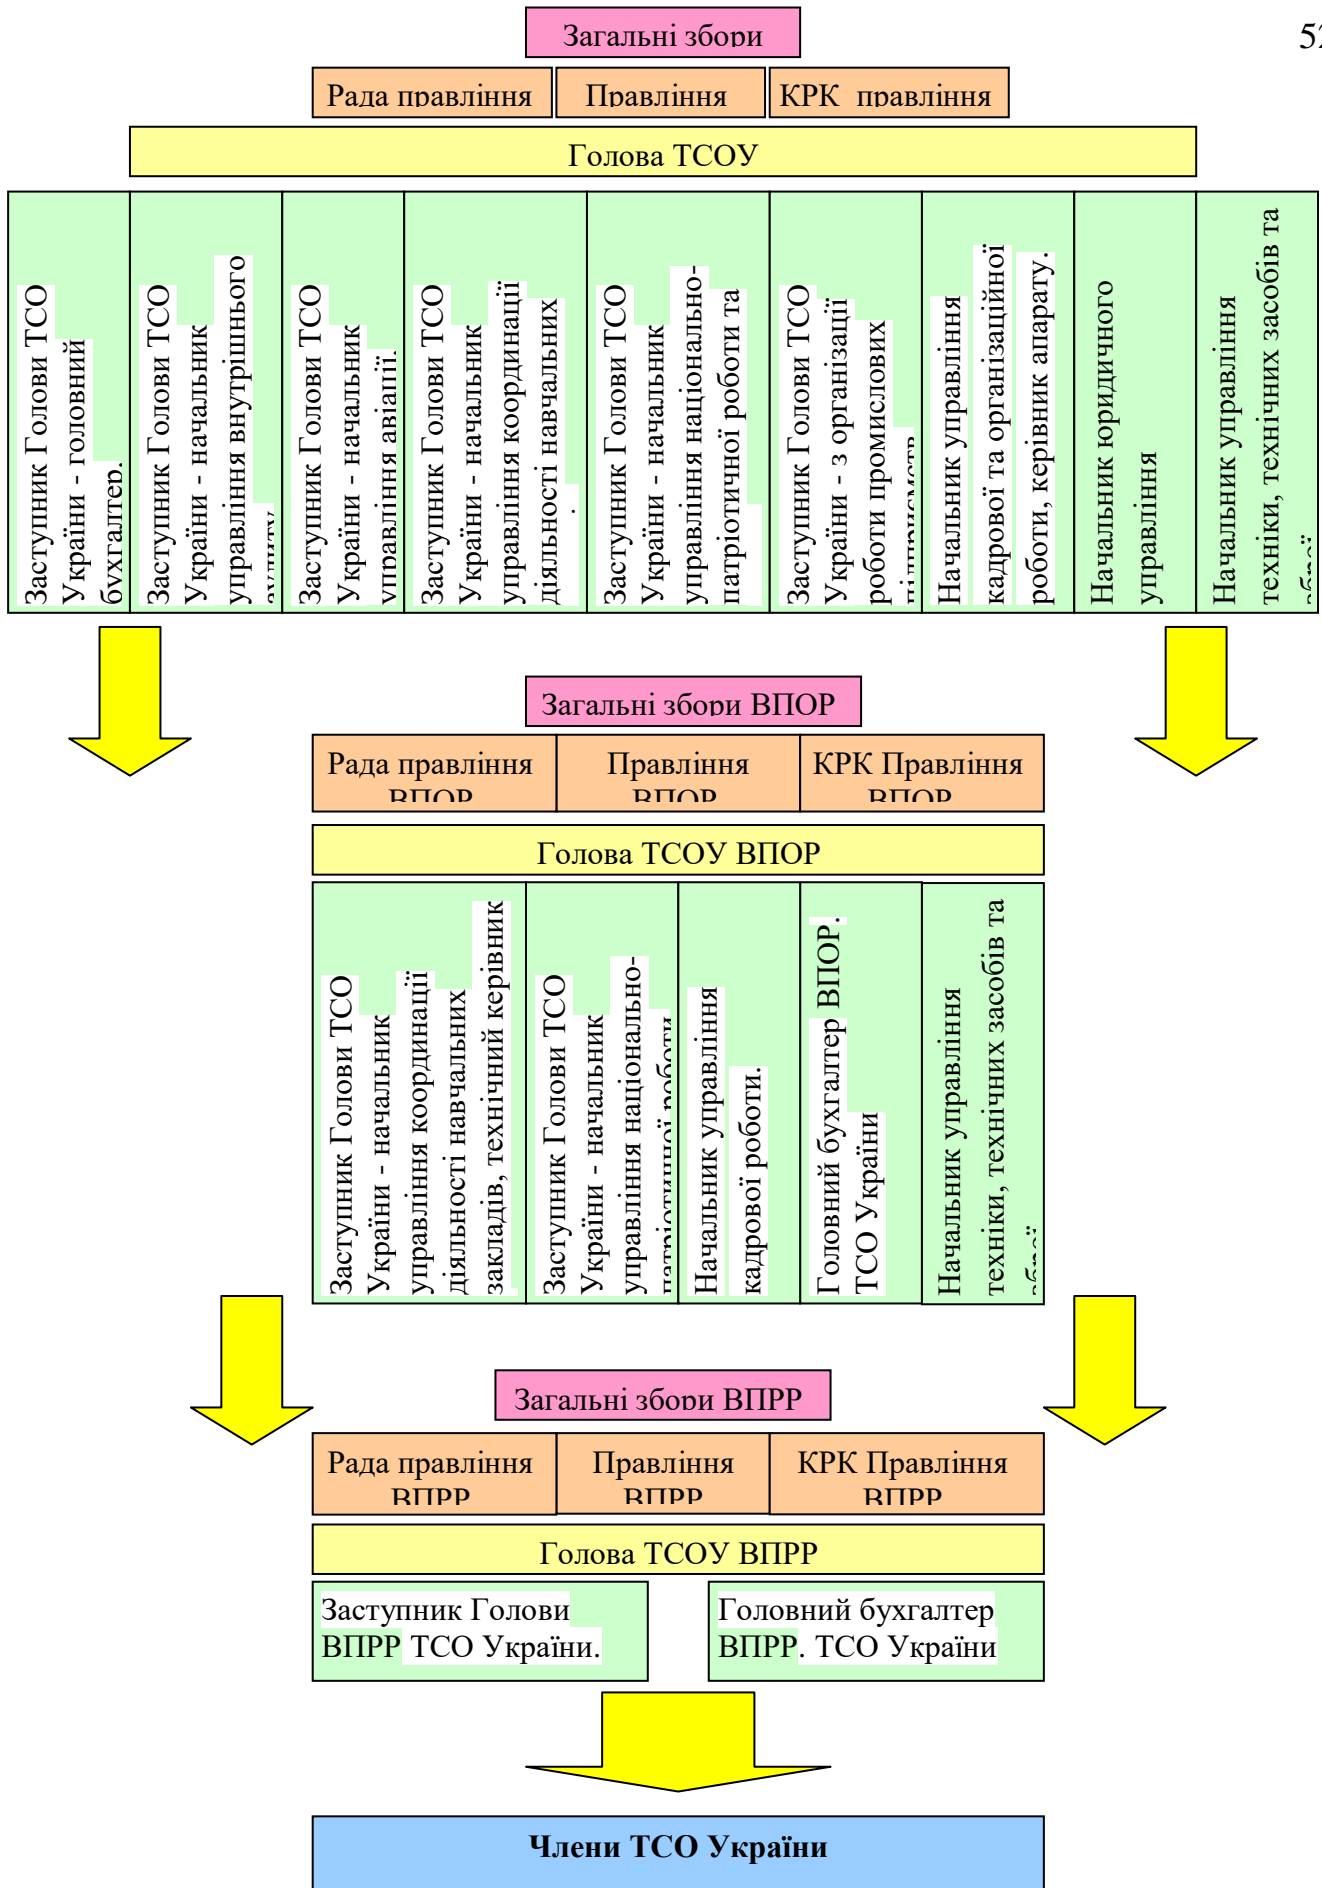 52
Загальні збори
Рада правління
Правління
КРК правління
Голова ТСОУ
Заступник Голови ТСО
України - головний
бухгалтер.
Заступник Голови ТСО
України - начальник
управління внутрішнього
аудиту
Заступник Голови ТСО
України - начальник
управління авіації.
Заступник Голови ТСО
України - начальник
управління координації
діяльності навчальних
Заступник Голови ТСО
України - начальник
управління національно-
патріотичної роботи та
Заступник Голови ТСО
України - з організації
роботи промислових
підприємств
Начальник управління
кадрової та організаційної
роботи, керівник апарату.
Начальник юридичного
управління
Начальник управління
техніки, технічних засобів та
зброї
Загальні збори ВПОР
Рада правління
ВПОР
Правління
ВПОР
КРК Правління
ВПОР
Голова ТСОУ ВПОР
Заступник Голови ТСО
України - начальник
управління координації
діяльності навчальних
закладів, технічний керівник
Заступник Голови ТСО
України - начальник
управління національно-
патріотичної роботи
Начальник управління
кадрової роботи.
Головний бухгалтер ВПОР.
ТСО України
Начальник управління
техніки, технічних засобів та
зброї
Загальні збори ВПРР
Рада правління
ВПРР
Правління
ВПРР
КРК Правління
ВПРР
Голова ТСОУ ВПРР
Заступник Голови
ВПРР ТСО України.
Головний бухгалтер
ВПРР. ТСО України
Члени ТСО України